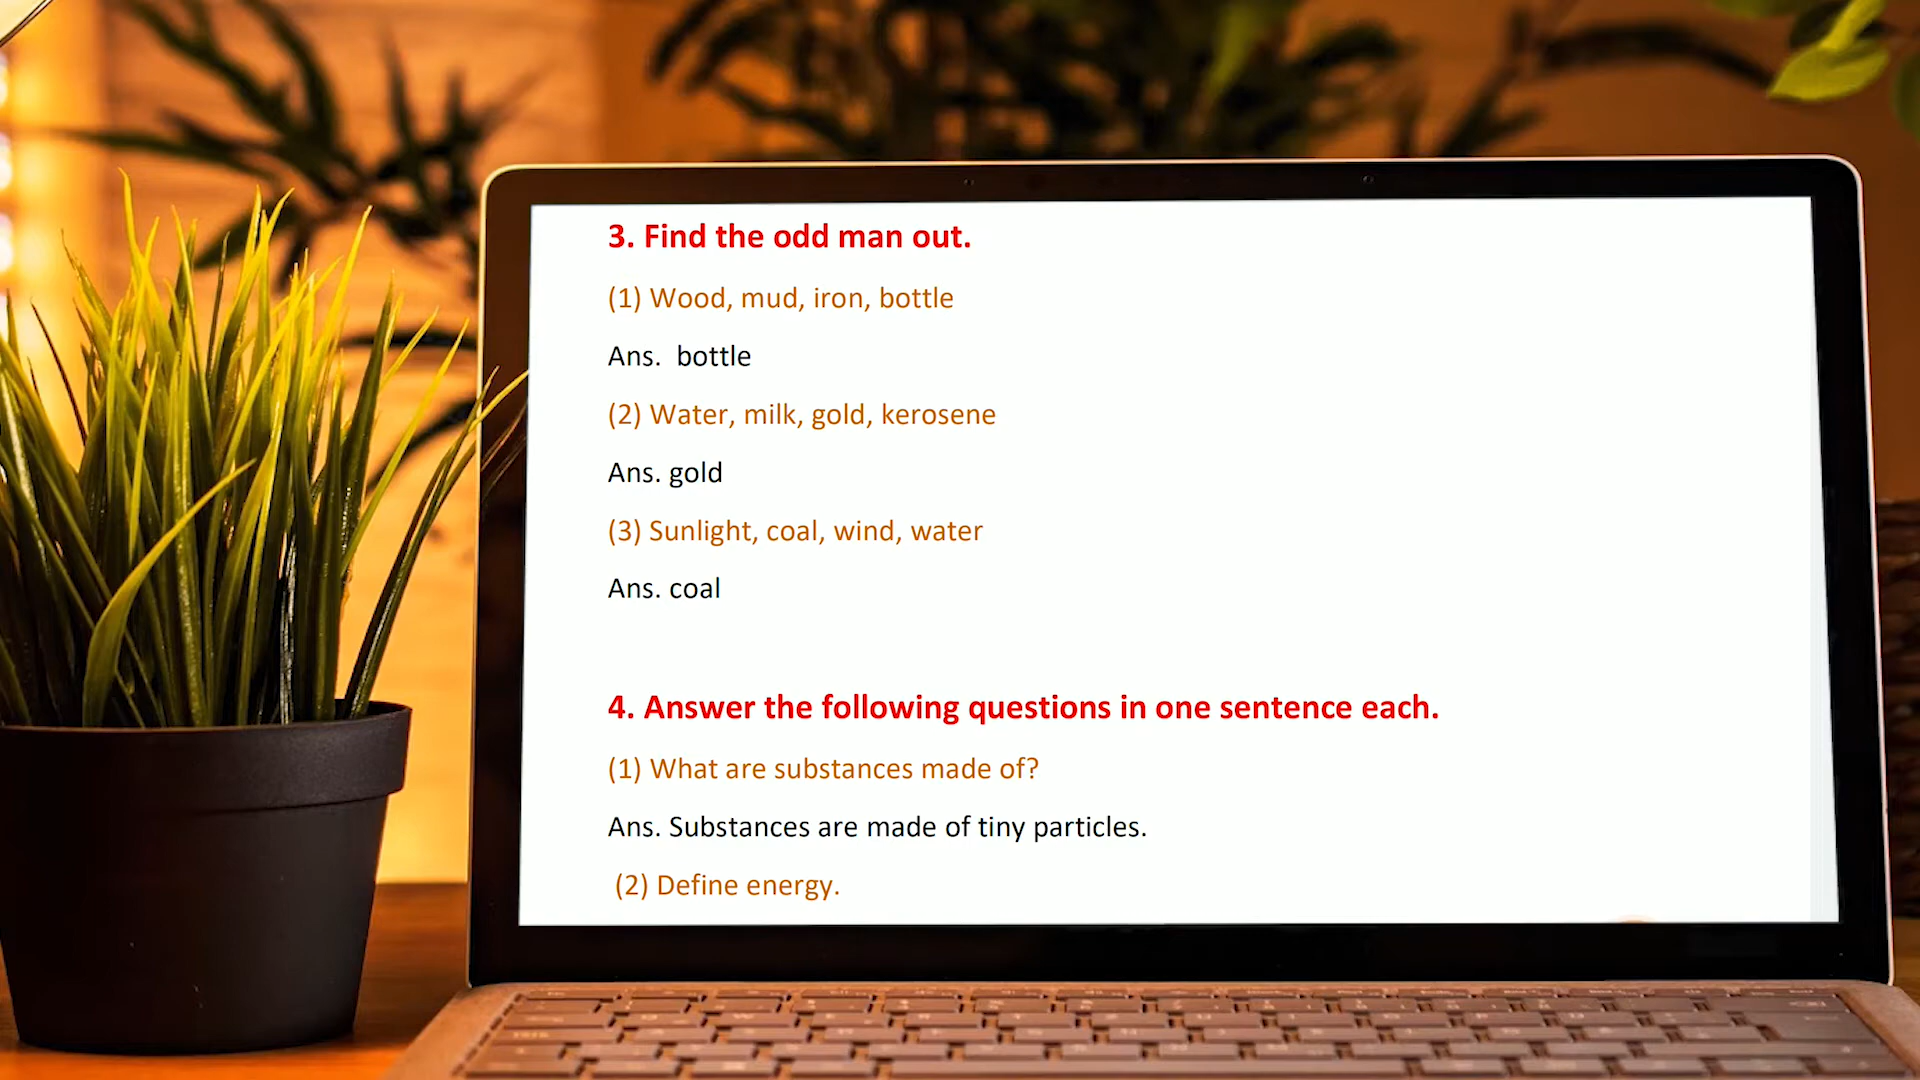 3. Find the odd man out.
(1) Wood, mud, iron, bottle
Ans. bottle
(2) Water, milk, gold, kerosene
Ans. gold
(3) Sunlight, coal, wind, water
Ans. coal
4. Answer the following questions in one sentence each.
(1) What are substances made of?
Ans. Substances are made of tiny particles.
(2) Define energy.